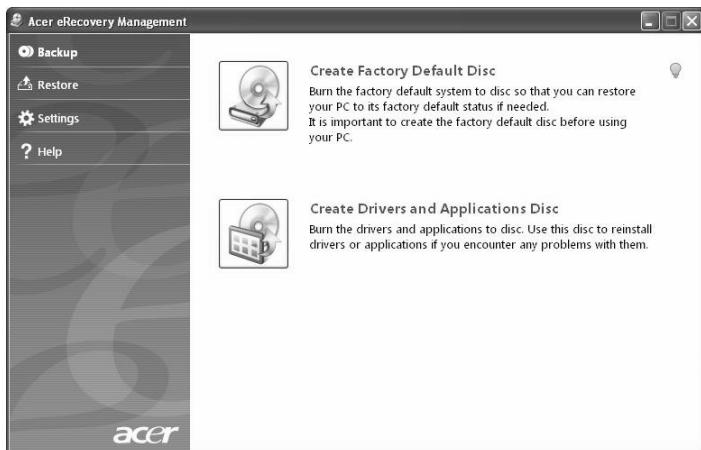 Acer eRecovery Management
Backup
Restore
Settings
? Help
Create Factory Default Disc
Burn the factory default system to disc so that you can restore
your PC to its factory default status if needed.
It is important to create the factory default disc before using
your PC.
Create Drivers and Applications Disc
Burn the drivers and applications to disc. Use this disc to reinstall
drivers or applications if you encounter any problems with them.
acer